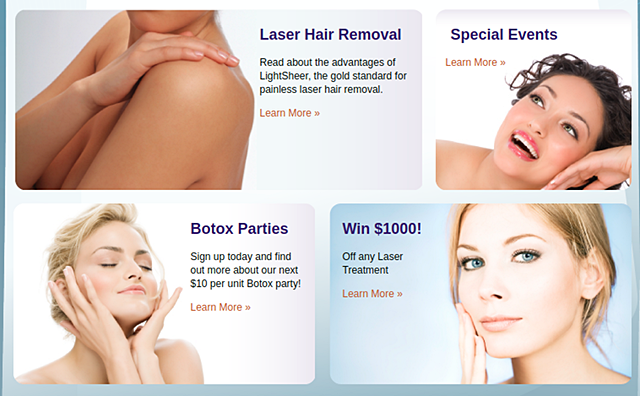 Laser Hair Removal
Read about the advantages of
LightSheer, the gold standard for
painless laser hair removal.
Learn More »
Special Events
Learn More »
Botox Parties
Sign up today and find
out more about our next
$10 per unit Botox party!
Learn More »
Win $1000!
Off any Laser
Treatment
Learn More »